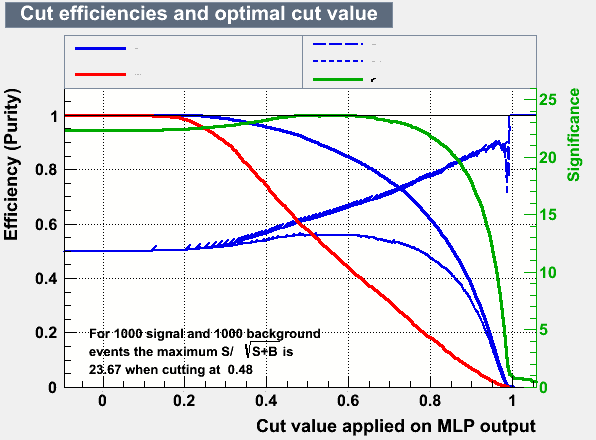 Cut efficiencies and optimal cut value
Efficiency (Purity)
Significance
1
0.8
0.6
0.4
0.2
0
25
20
15
10
5
0
For 1000 signal and 1000 background
events the maximum S/ √S+B is
23.67 when cutting at 0.48
0 0.2 0.4 0.6 0.8 1
Cut value applied on MLP output